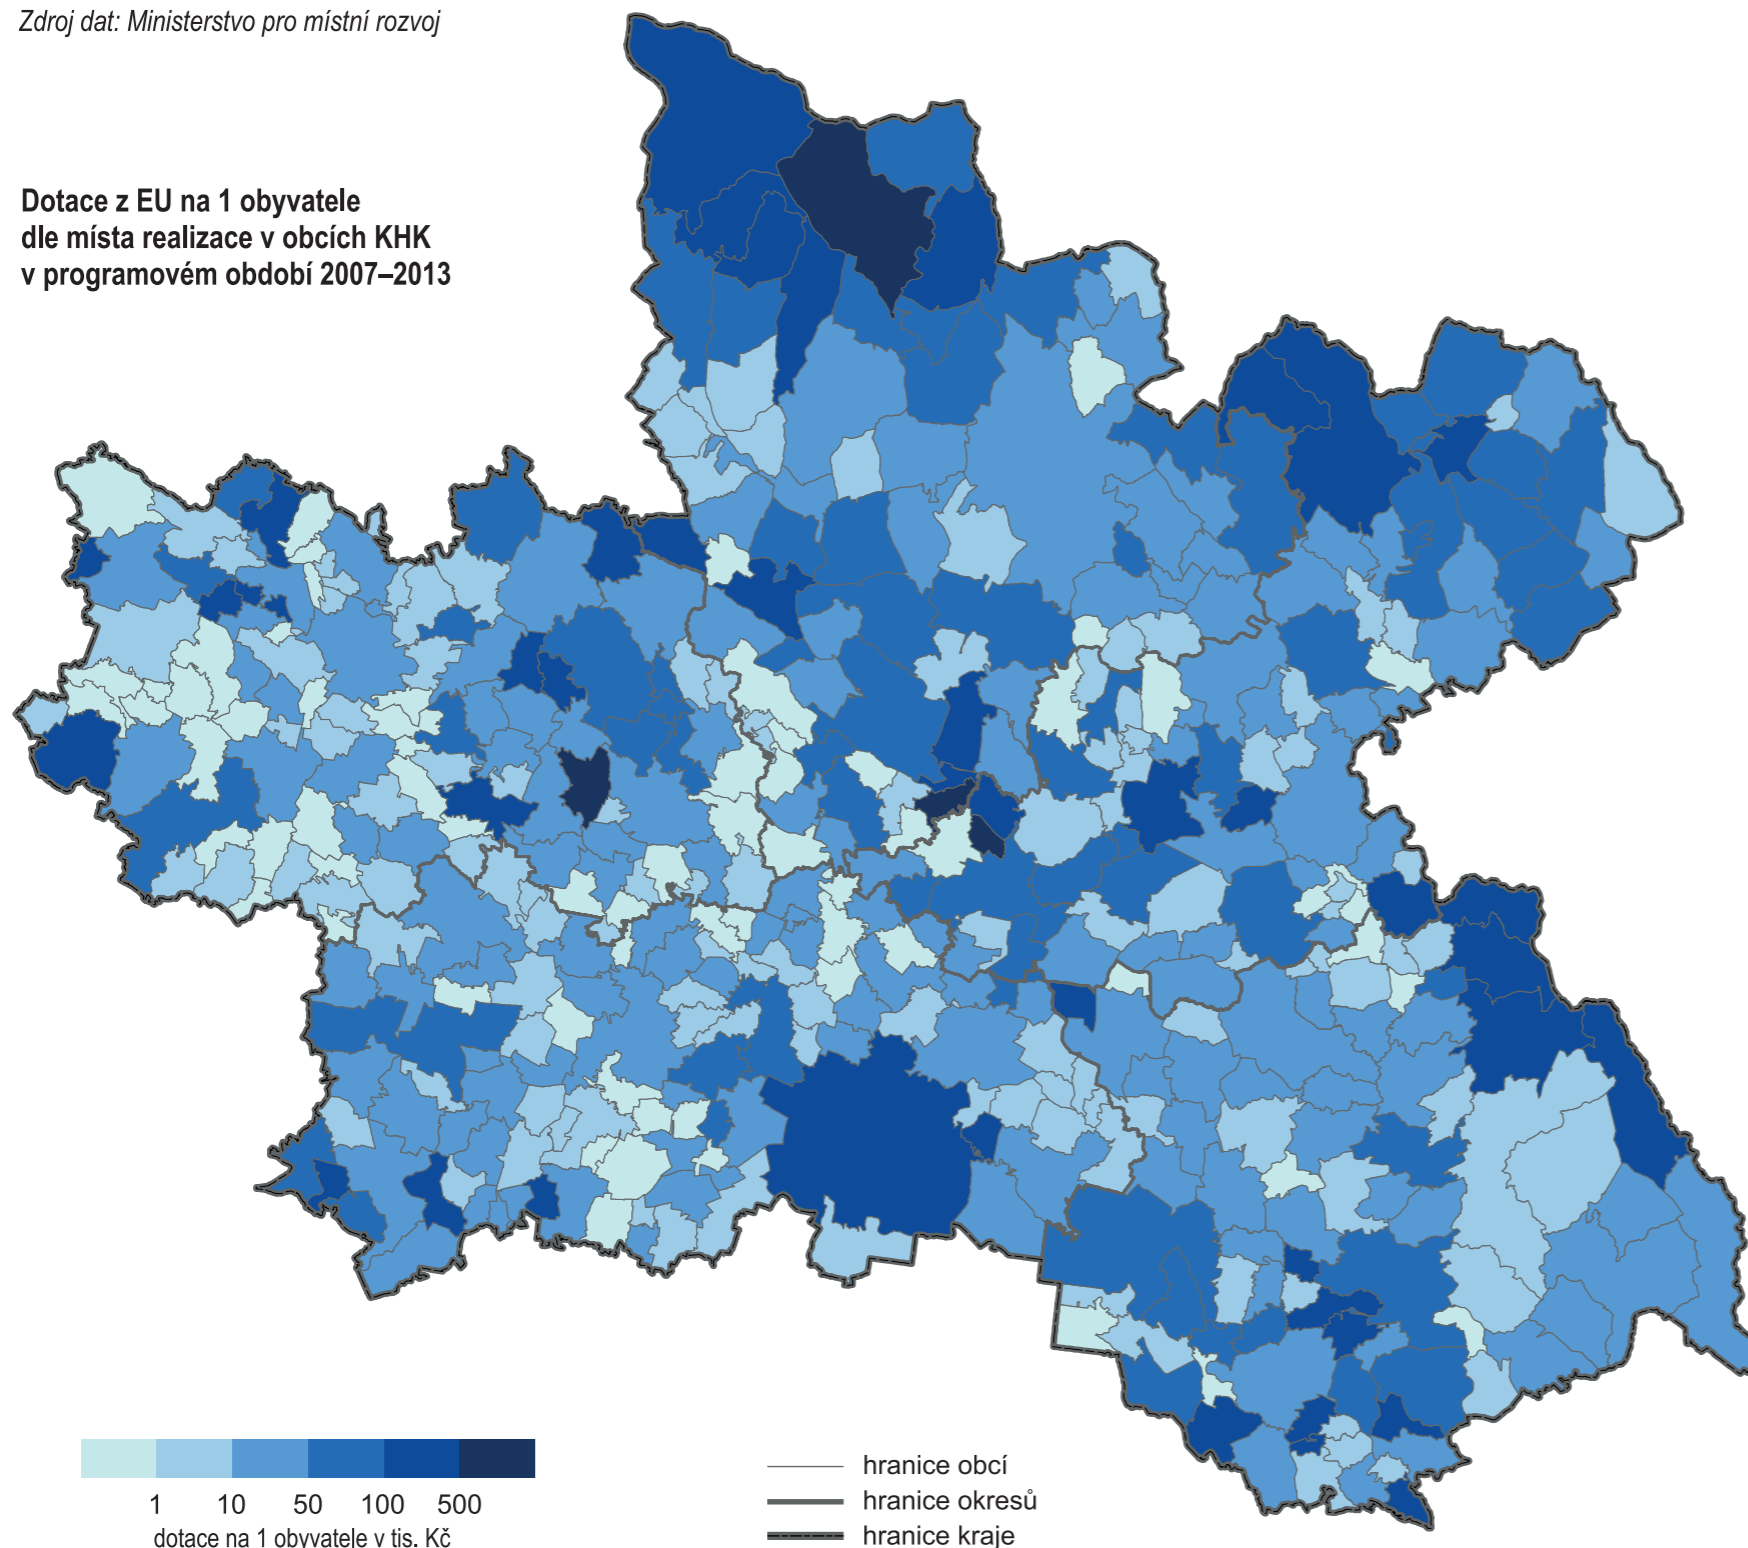 Zdroj dat: Ministerstvo pro místní rozvoj
Dotace z EU na 1 obyvatele
dle místa realizace v obcích KHK
v programovém období 2007–2013
1 10 50 100 500
dotace na 1 obyvatele v tis. Kč
hranice obcí
hranice okresů
hranice kraje